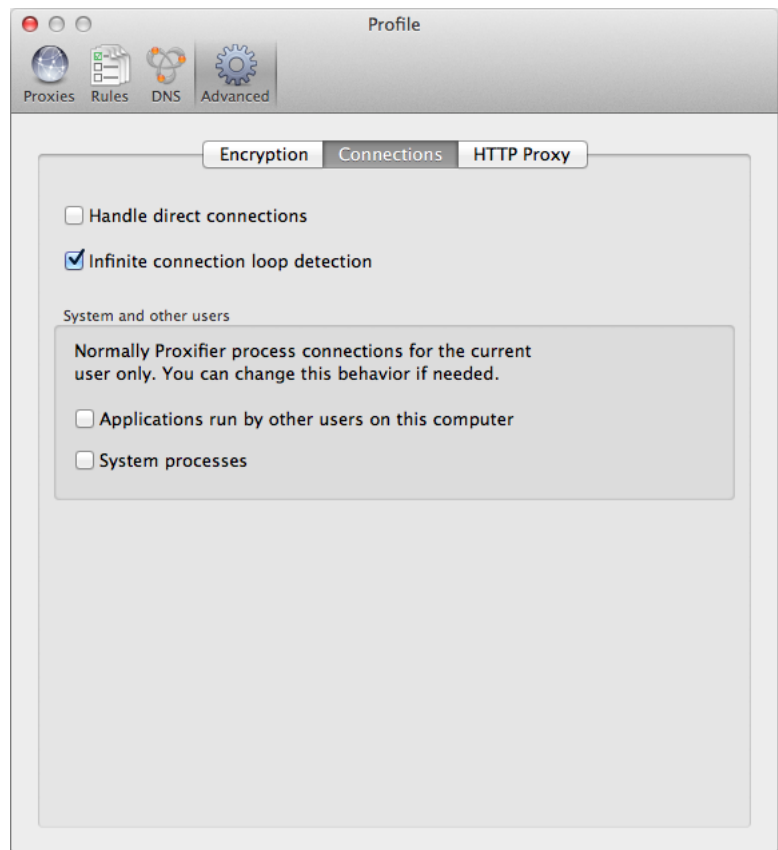 Profile
Proxies Rules DNS Advanced
Encryption Connections HTTP Proxy
Handle direct connections
Infinite connection loop detection
System and other users
Normally Proxifier process connections for the current
user only. You can change this behavior if needed.
Applications run by other users on this computer
System processes